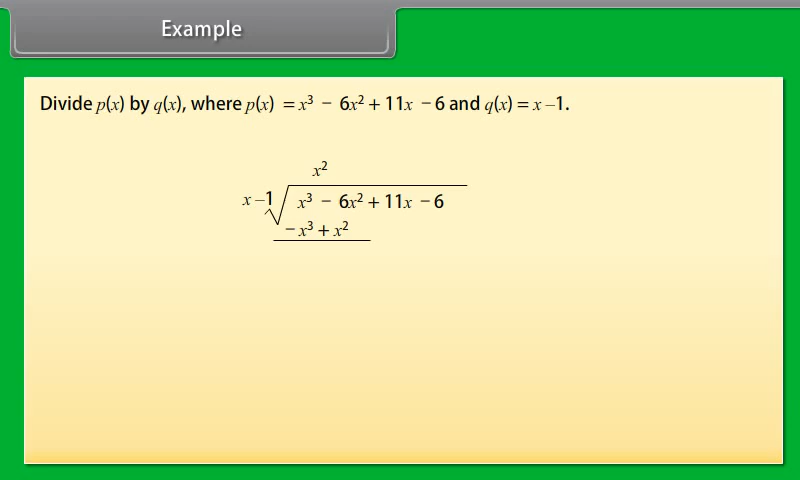 Example
Divide p(x) by q(x), where p(x) = x³ − 6x² + 11x − 6 and q(x) = x − 1.
x²
x − 1 √ x³ − 6x² + 11x − 6
− x³ + x²